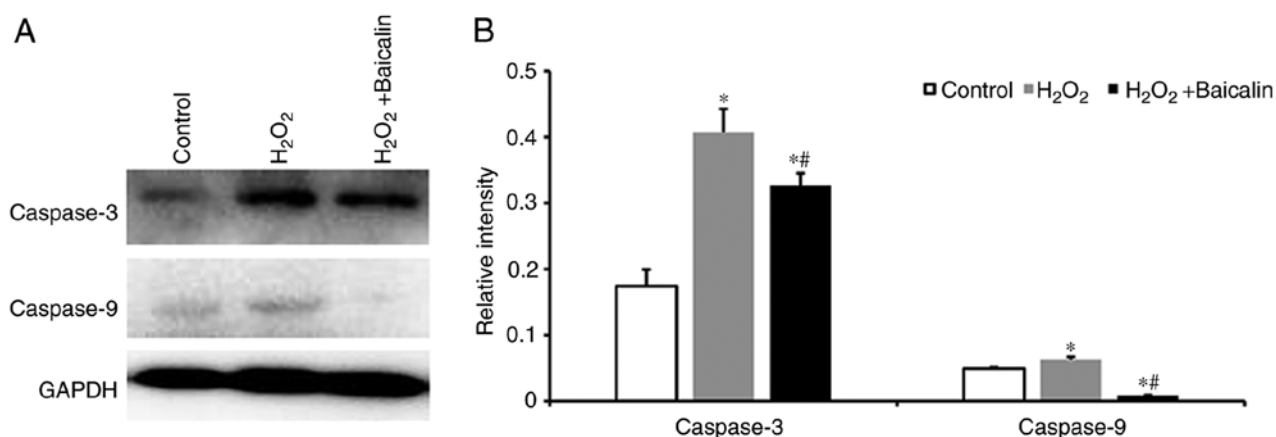 A
Control
H₂O₂
H₂O₂ +Baicalin
Caspase-3
Caspase-9
GAPDH
B
Control H₂O₂ H₂O₂ +Baicalin
Relative intensity
0.5
0.4
0.3
0.2
0.1
0
*
*#
*
*#
Caspase-3 Caspase-9